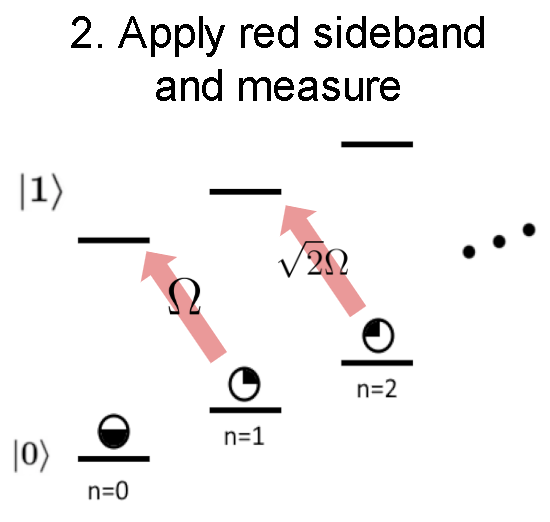 2. Apply red sideband
and measure
|1⟩
√2Ω
Ω
n=2
n=1
|0⟩
n=0